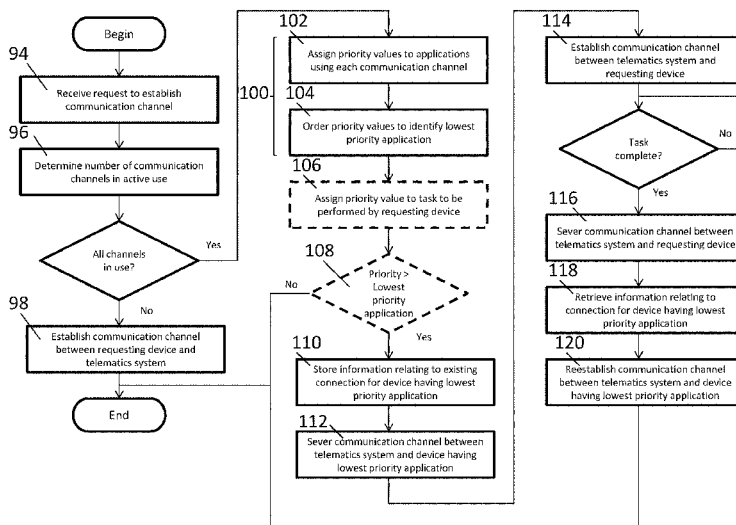 Begin
94
Receive request to establish
communication channel
96
Determine number of communication
channels in active use
All channels
in use?
Yes
No
98
Establish communication channel
between requesting device and
telematics system
End
100
102
Assign priority values to applications
using each communication channel
104
Order priority values to identify lowest
priority application
106
Assign priority value to task to be
performed by requesting device
108
Priority >
Lowest
priority
application
No
Yes
110
Store information relating to existing
connection for device having lowest
priority application
112
Sever communication channel between
telematics system and device having
lowest priority application
114
Establish communication channel
between telematics system and
requesting device
Task
complete?
No
Yes
116
Sever communication channel between
telematics system and requesting device
118
Retrieve information relating to
connection for device having lowest
priority application
120
Reestablish communication channel
between telematics system and device
having lowest priority application